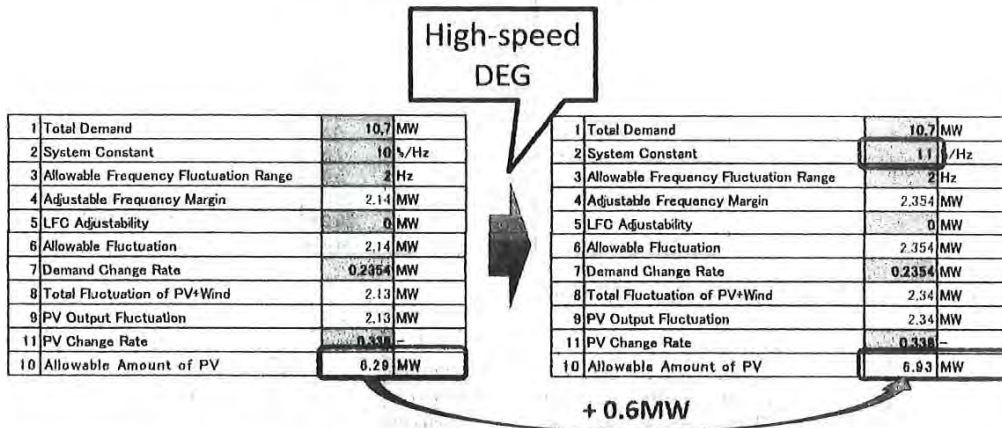 High-speed
DEG
1 Total Demand 10.7 MW
2 System Constant 10 %/Hz
3 Allowable Frequency Fluctuation Range 2 Hz
4 Adjustable Frequency Margin 2.14 MW
5 LFC Adjustability 0 MW
6 Allowable Fluctuation 2.14 MW
7 Demand Change Rate 0.2354 MW
8 Total Fluctuation of PV+Wind 2.13 MW
9 PV Output Fluctuation 2.13 MW
11 PV Change Rate 0.338 -
10 Allowable Amount of PV 6.29 MW
1 Total Demand 10.7 MW
2 System Constant 11 %/Hz
3 Allowable Frequency Fluctuation Range 2 Hz
4 Adjustable Frequency Margin 2.354 MW
5 LFC Adjustability 0 MW
6 Allowable Fluctuation 2.354 MW
7 Demand Change Rate 0.2354 MW
8 Total Fluctuation of PV+Wind 2.34 MW
9 PV Output Fluctuation 2.34 MW
11 PV Change Rate 0.338 -
10 Allowable Amount of PV 6.93 MW
+ 0.6MW